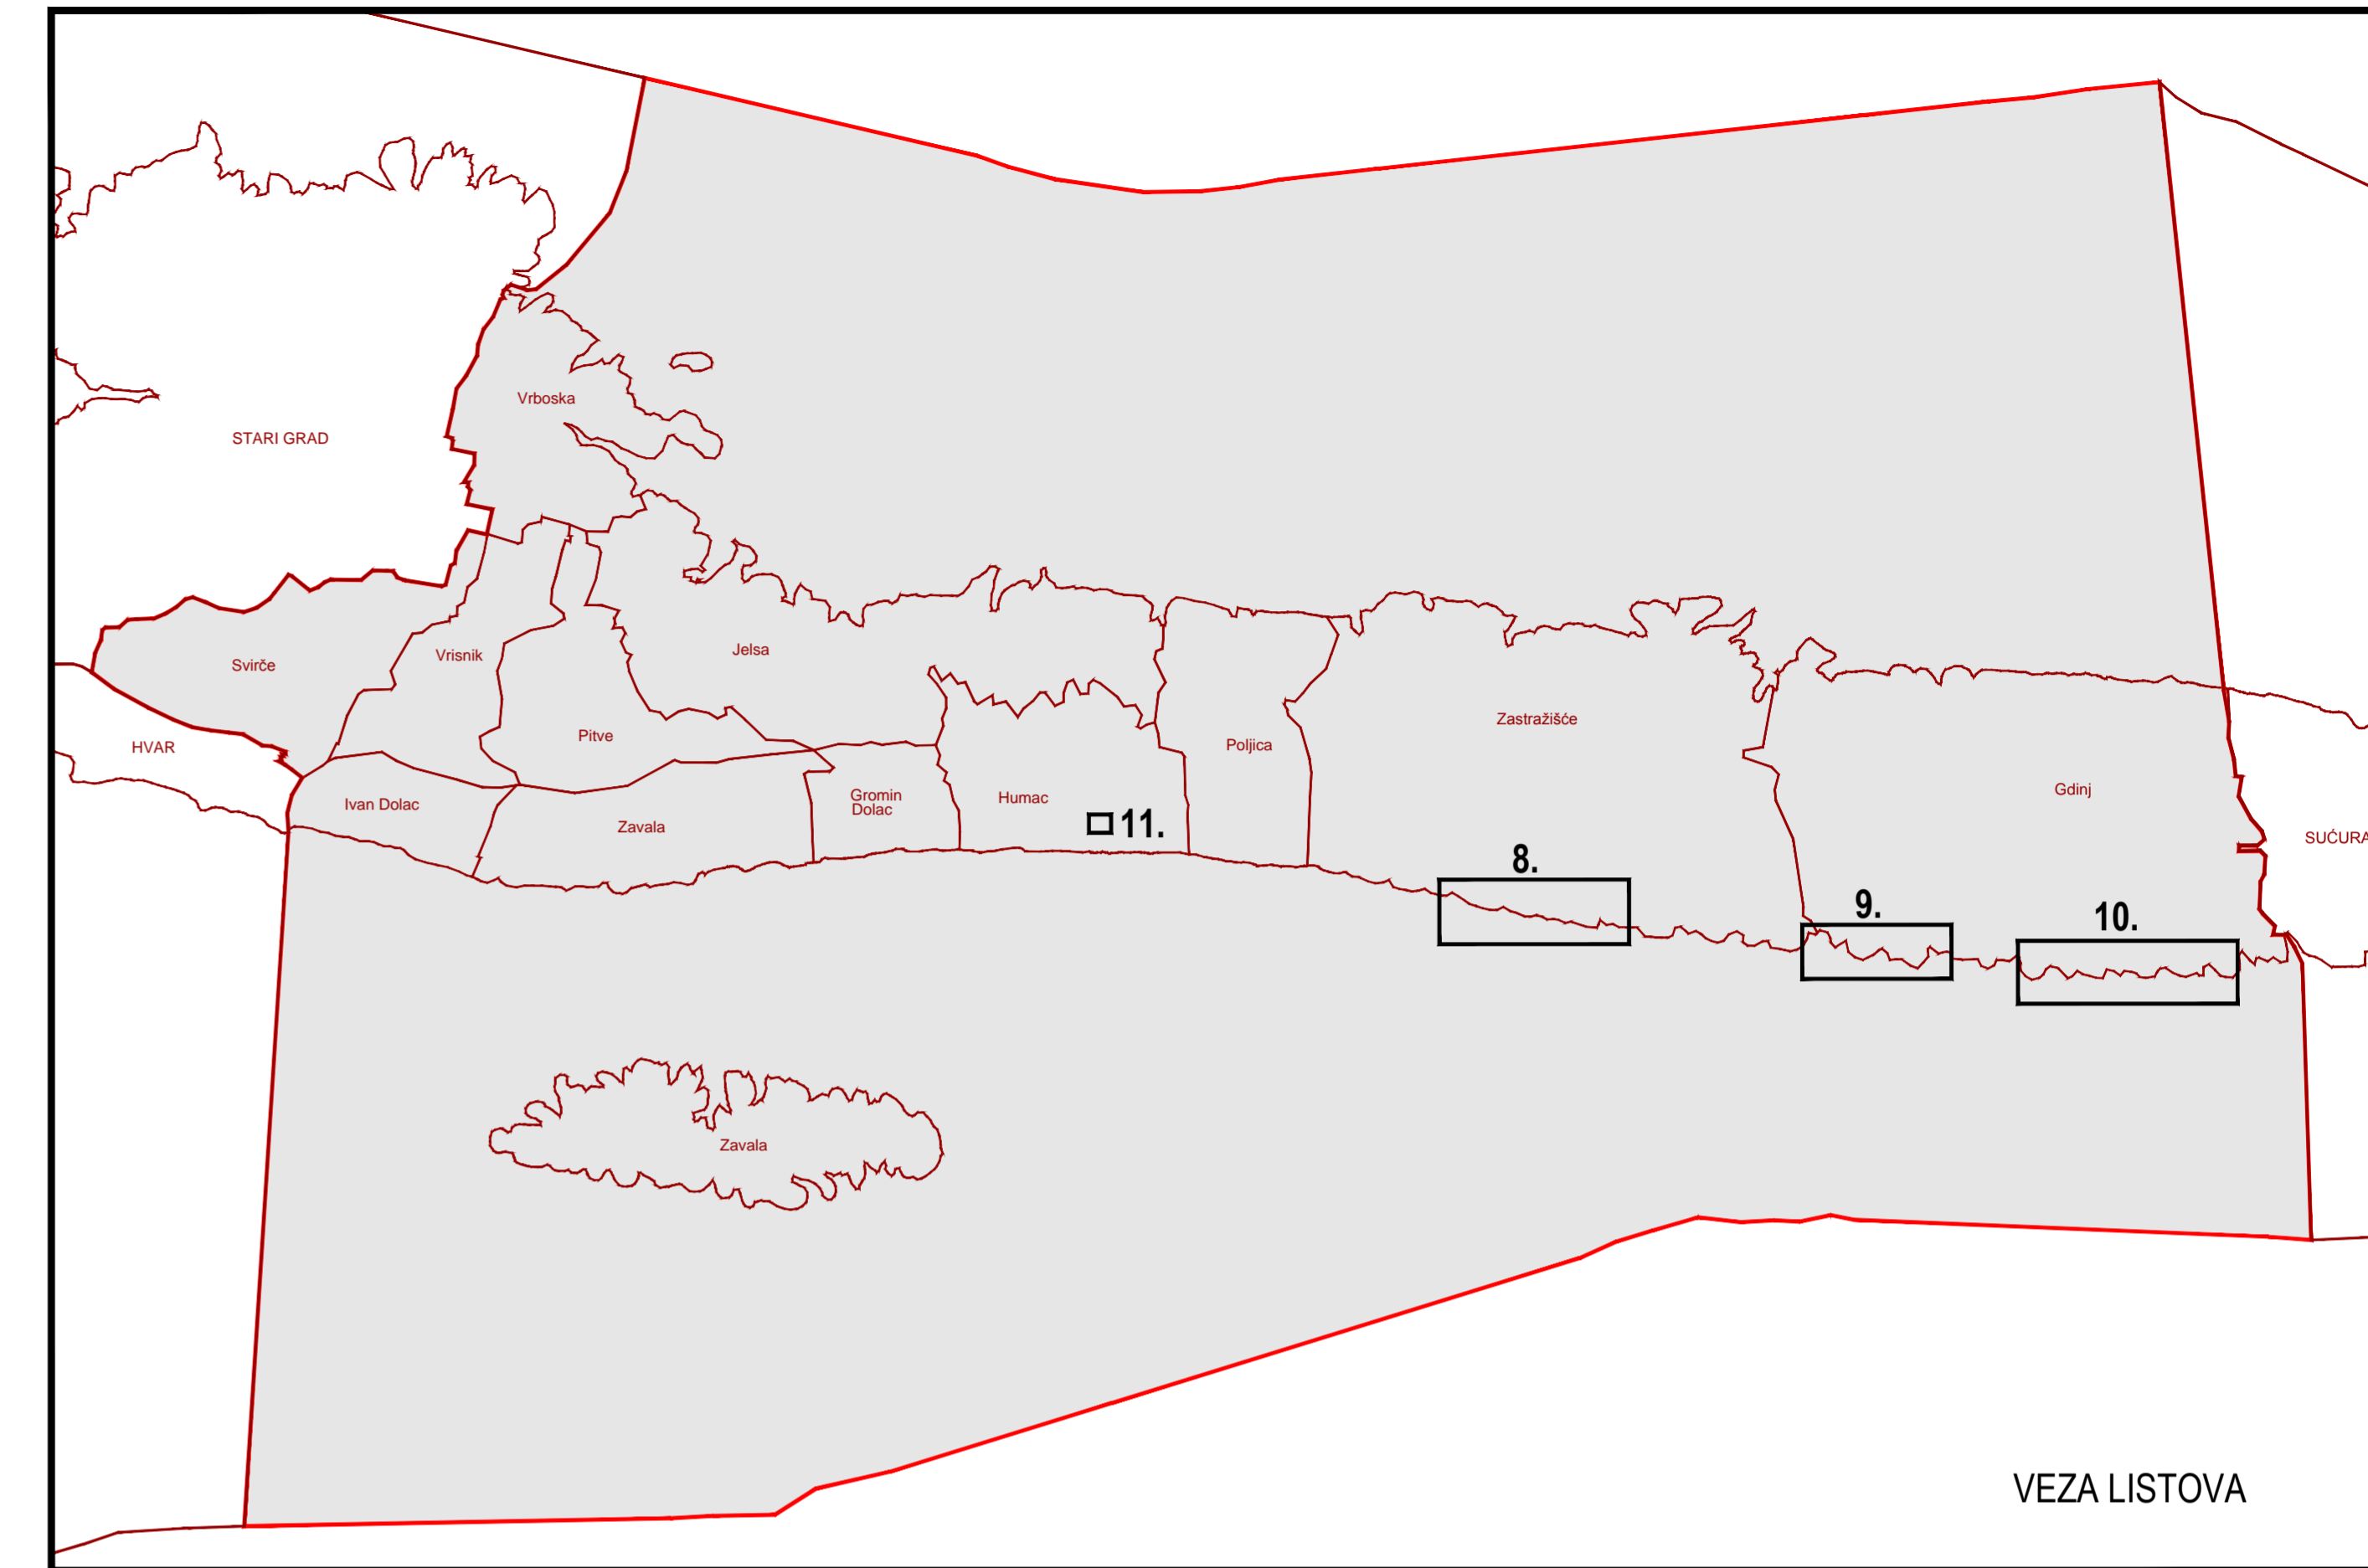 Vrboska
STARI GRAD
Svirče
Vrisnik
Jelsa
HVAR
Pitve
Zastražišće
Poljica
Gdinj
Ivan Dolac
Zavala
Gromin
Dolac
Humac
11.
SUĆURA
8.
9.
10.
Zavala
VEZA LISTOVA